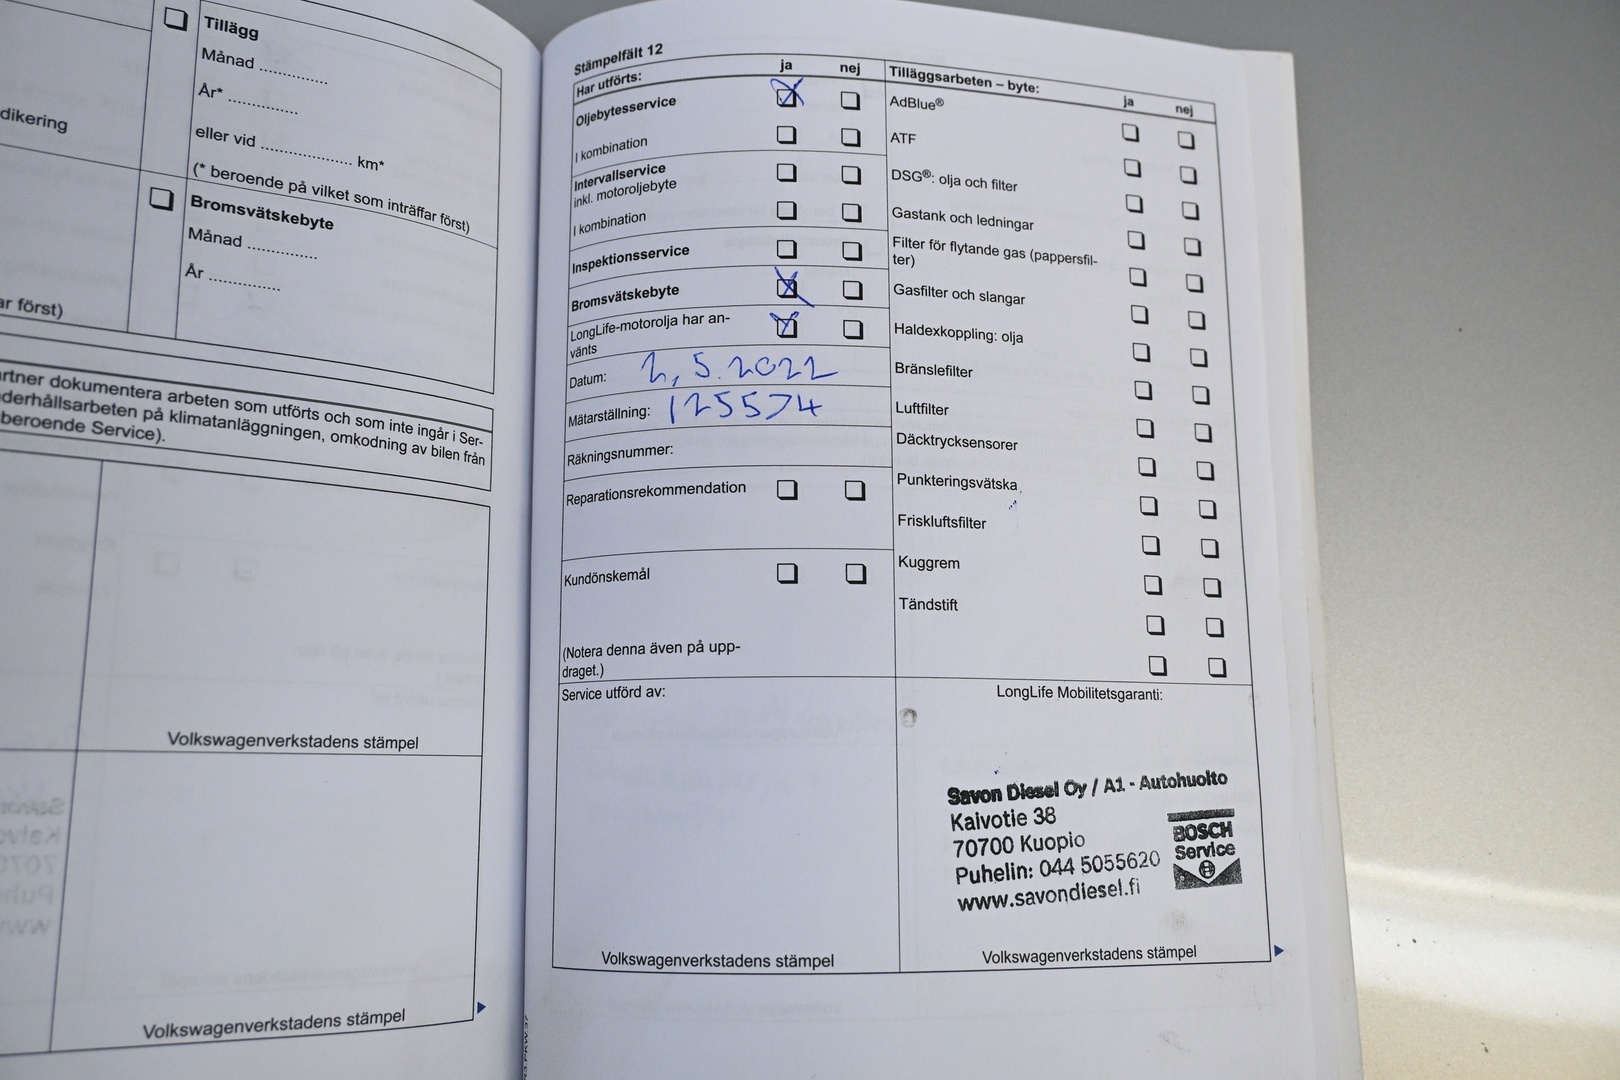 Tillägg
Månad ..............
År* ..............
eller vid ................... km*
(* beroende på vilket som inträffar först)
dikering
Bromsvätskebyte
Månad ..............
År ..............
ar först)
rtner dokumentera arbeten som utförts och som inte ingår i Ser-
derhållsarbeten på klimatanläggningen, omkodning av bilen från
beroende Service).
Volkswagenverkstadens stämpel
Volkswagenverkstadens stämpel
Stämpelfält 12
Har utförts: ja nej
Oljebytesservice
I kombination
Intervallservice
inkl. motoroljebyte
I kombination
Inspektionsservice
Bromsvätskebyte
LongLife-motorolja har an-
vänts
Datum: 2,5.2022
Mätarställning: 125574
Räkningsnummer:
Reparationsrekommendation
Kundönskemål
(Notera denna även på upp-
draget.)
Tilläggsarbeten – byte: ja nej
AdBlue®
ATF
DSG®: olja och filter
Gastank och ledningar
Filter för flytande gas (pappersfil-
ter)
Gasfilter och slangar
Haldexkoppling: olja
Bränslefilter
Luftfilter
Däcktrycksensorer
Punkteringsvätska
Friskluftsfilter
Kuggrem
Tändstift
Service utförd av:
Volkswagenverkstadens stämpel
LongLife Mobilitetsgaranti:
Savon Diesel Oy / A1 - Autohuolto
Kaivotie 38
70700 Kuopio
Puhelin: 044 5055620
www.savondiesel.fi
BOSCH
Service
Volkswagenverkstadens stämpel